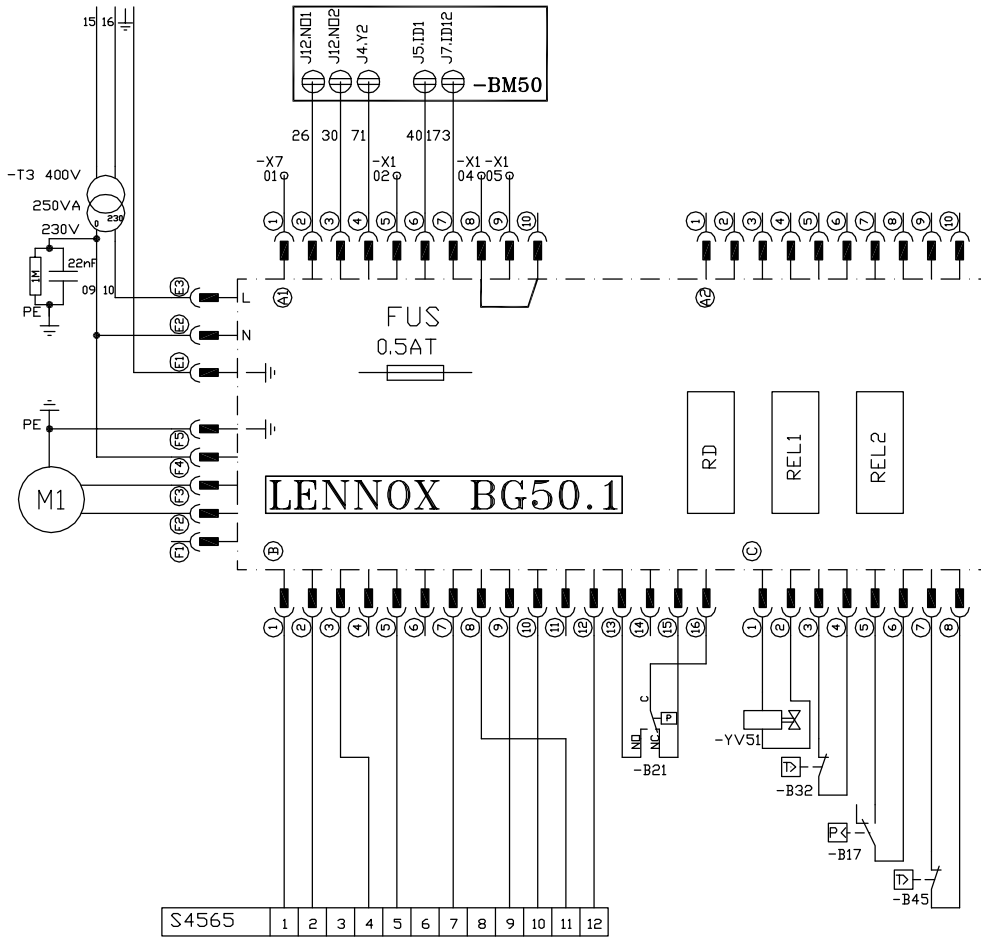 15 16
J12.NO1
J12.NO2
J4.Y2
J5.ID1
J7.ID12
-BM50
26 30 71 40 173
-X7
01
-X1
02
-X1
04
-X1
05
-T3 400V
250VA
230V
0 230
22nF
1M
09 10
PE
1 2 3 4 5 6 7 8 9 10
1 2 3 4 5 6 7 8 9 10
A1
A2
E3 L
E2 N
E1
FUS
0.5AT
PE
F5
F4
F3
F2
F1
M1
RD
REL1
REL2
LENNOX BG50.1
B
C
1 2 3 4 5 6 7 8 9 10 11 12 13 14 15 16
1 2 3 4 5 6 7 8
C
P
NO
NC
-B21
-YV51
T>
-B32
P<
-B17
T>
-B45
S4565 1 2 3 4 5 6 7 8 9 10 11 12